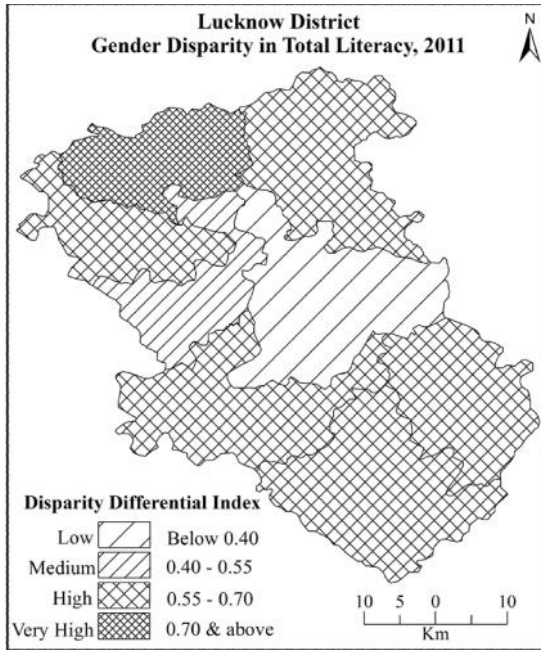 Lucknow District
Gender Disparity in Total Literacy, 2011
N
Disparity Differential Index
Low Below 0.40
Medium 0.40 - 0.55
High 0.55 - 0.70
Very High 0.70 & above
10 5 0 10
Km